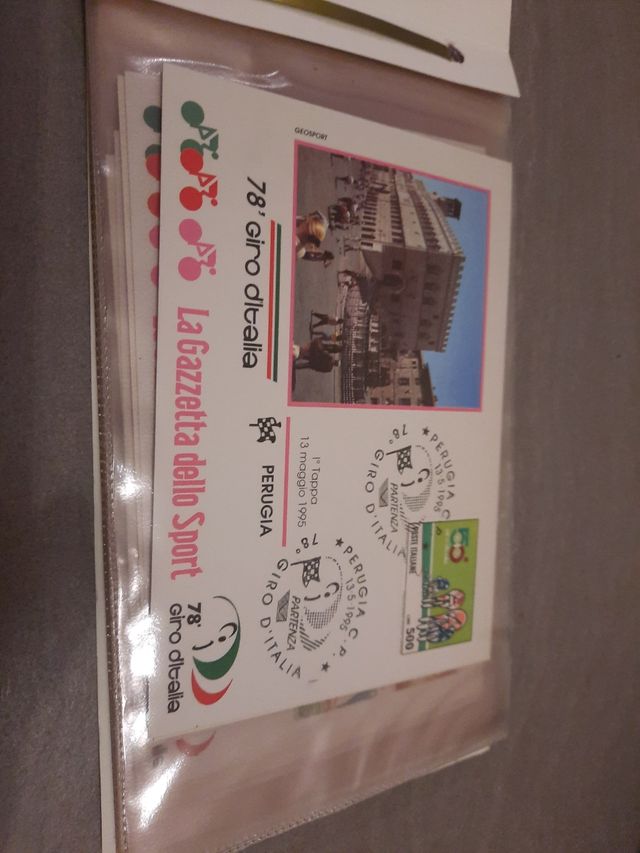 GEOSPORT
78° Giro d'Italia
I° Tappa
13 maggio 1995
PERUGIA
La Gazzetta dello Sport
78°
Giro d'Italia
★ PERUGIA C.
13·5·1995
78°
PARTENZA
GIRO D'ITALIA
★ PERUGIA C.P.
13·5·1995
78°
PARTENZA
GIRO D'ITALIA
POSTE ITALIANE
500